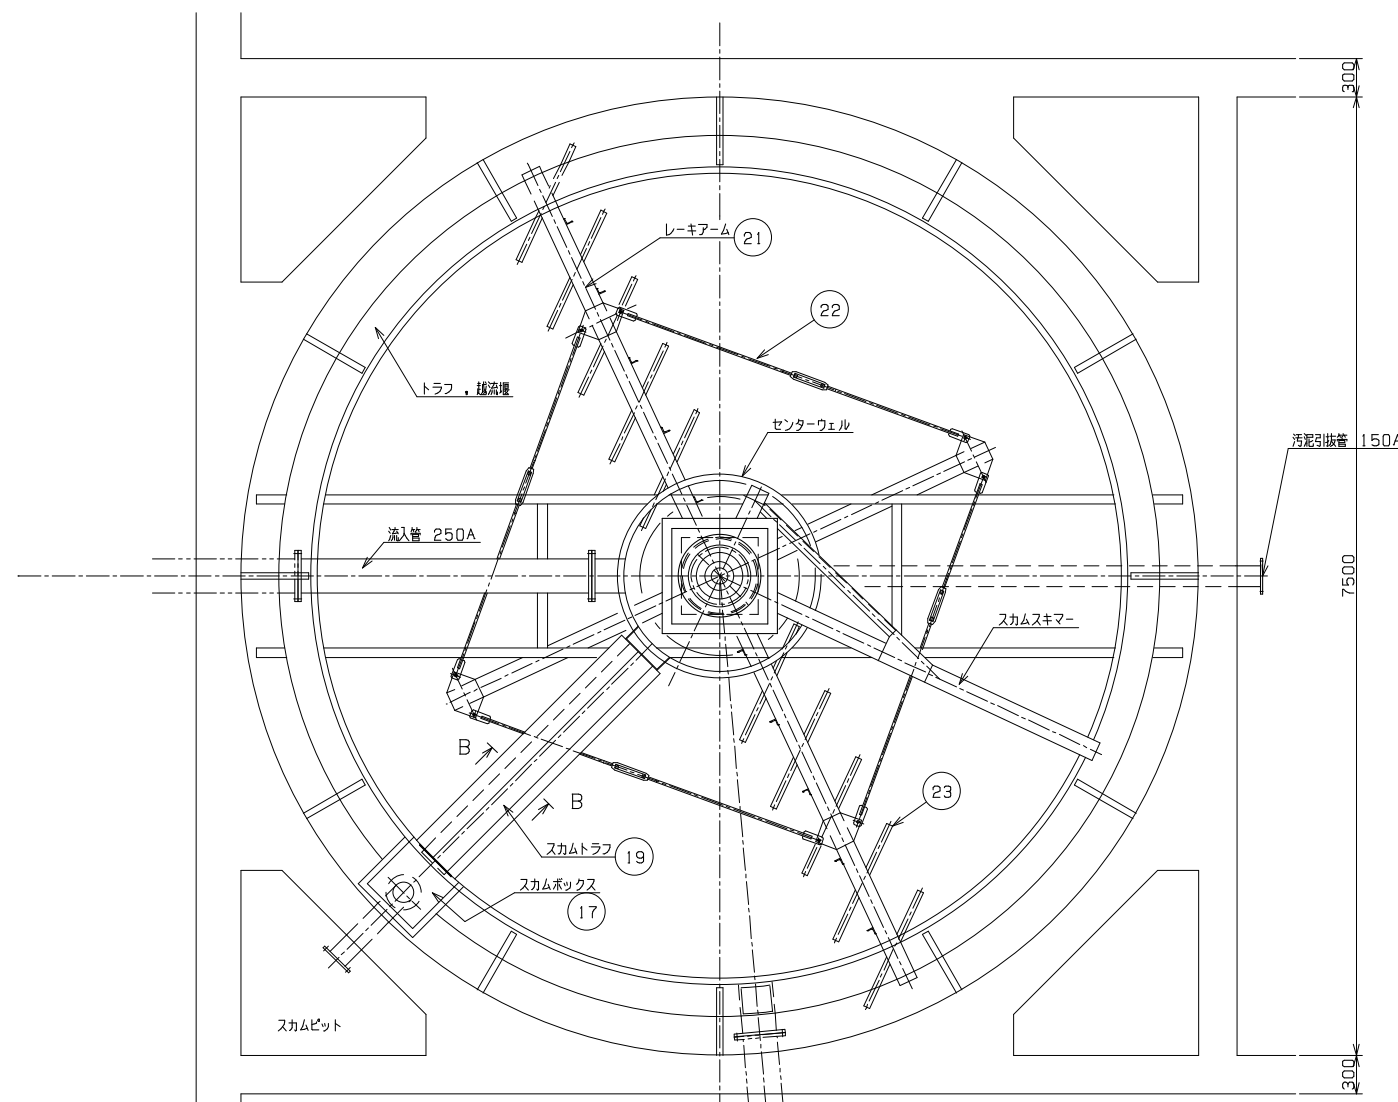 300
レーキアーム 21
22
トラフ , 越流堰
センターウェル
汚泥引抜管 150A
流入管 250A
7500
スカムスキマー
B
B
23
スカムトラフ 19
スカムボックス
17
スカムピット
300